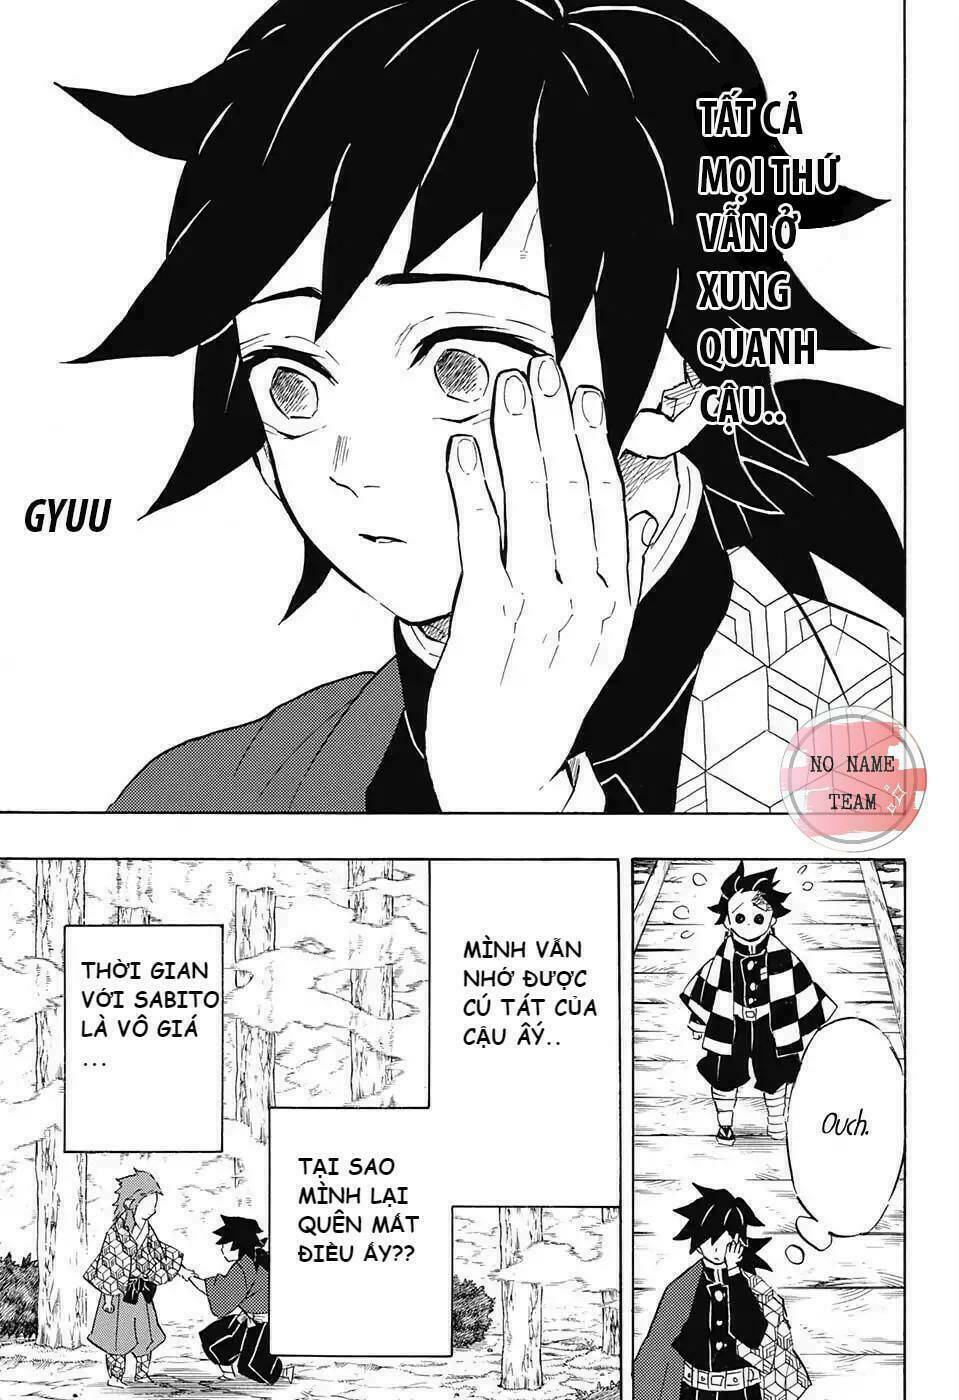 TẤT CẢ
MỌI THỨ
VẪN Ở
XUNG
QUANH
CẬU..
GYUU
NO NAME
TEAM
MÌNH VẪN
NHỚ ĐƯỢC
CÚ TÁT CỦA
CẬU ẤY..
Ouch.
THỜI GIAN
VỚI SABITO
LÀ VÔ GIÁ
...
TẠI SAO
MÌNH LẠI
QUÊN MẤT
ĐIỀU ẤY??